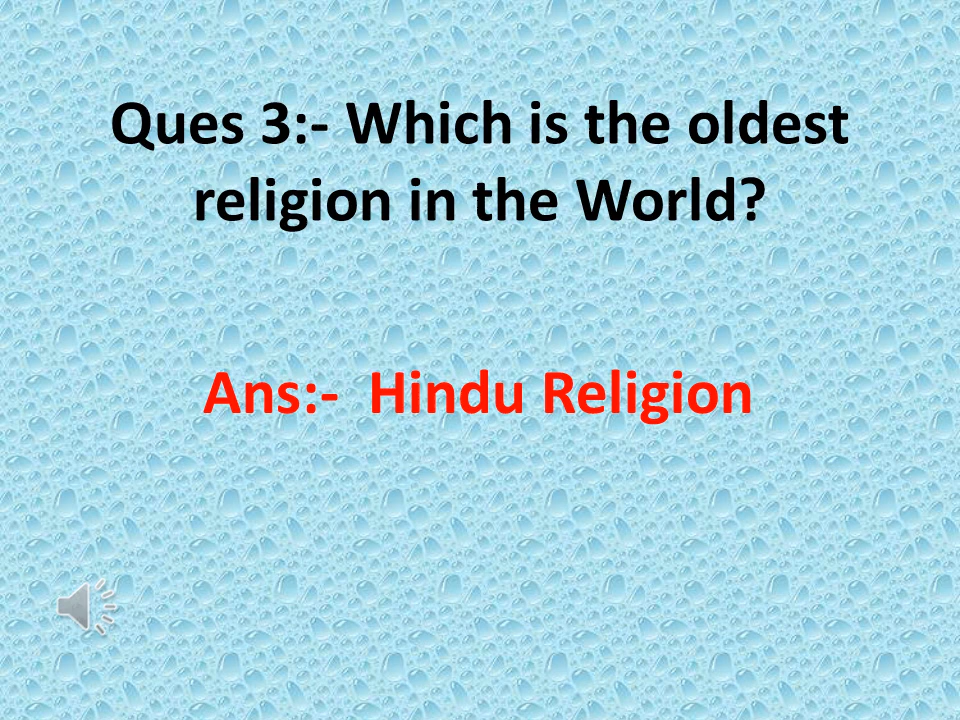 Ques 3:- Which is the oldest
religion in the World?
Ans:- Hindu Religion